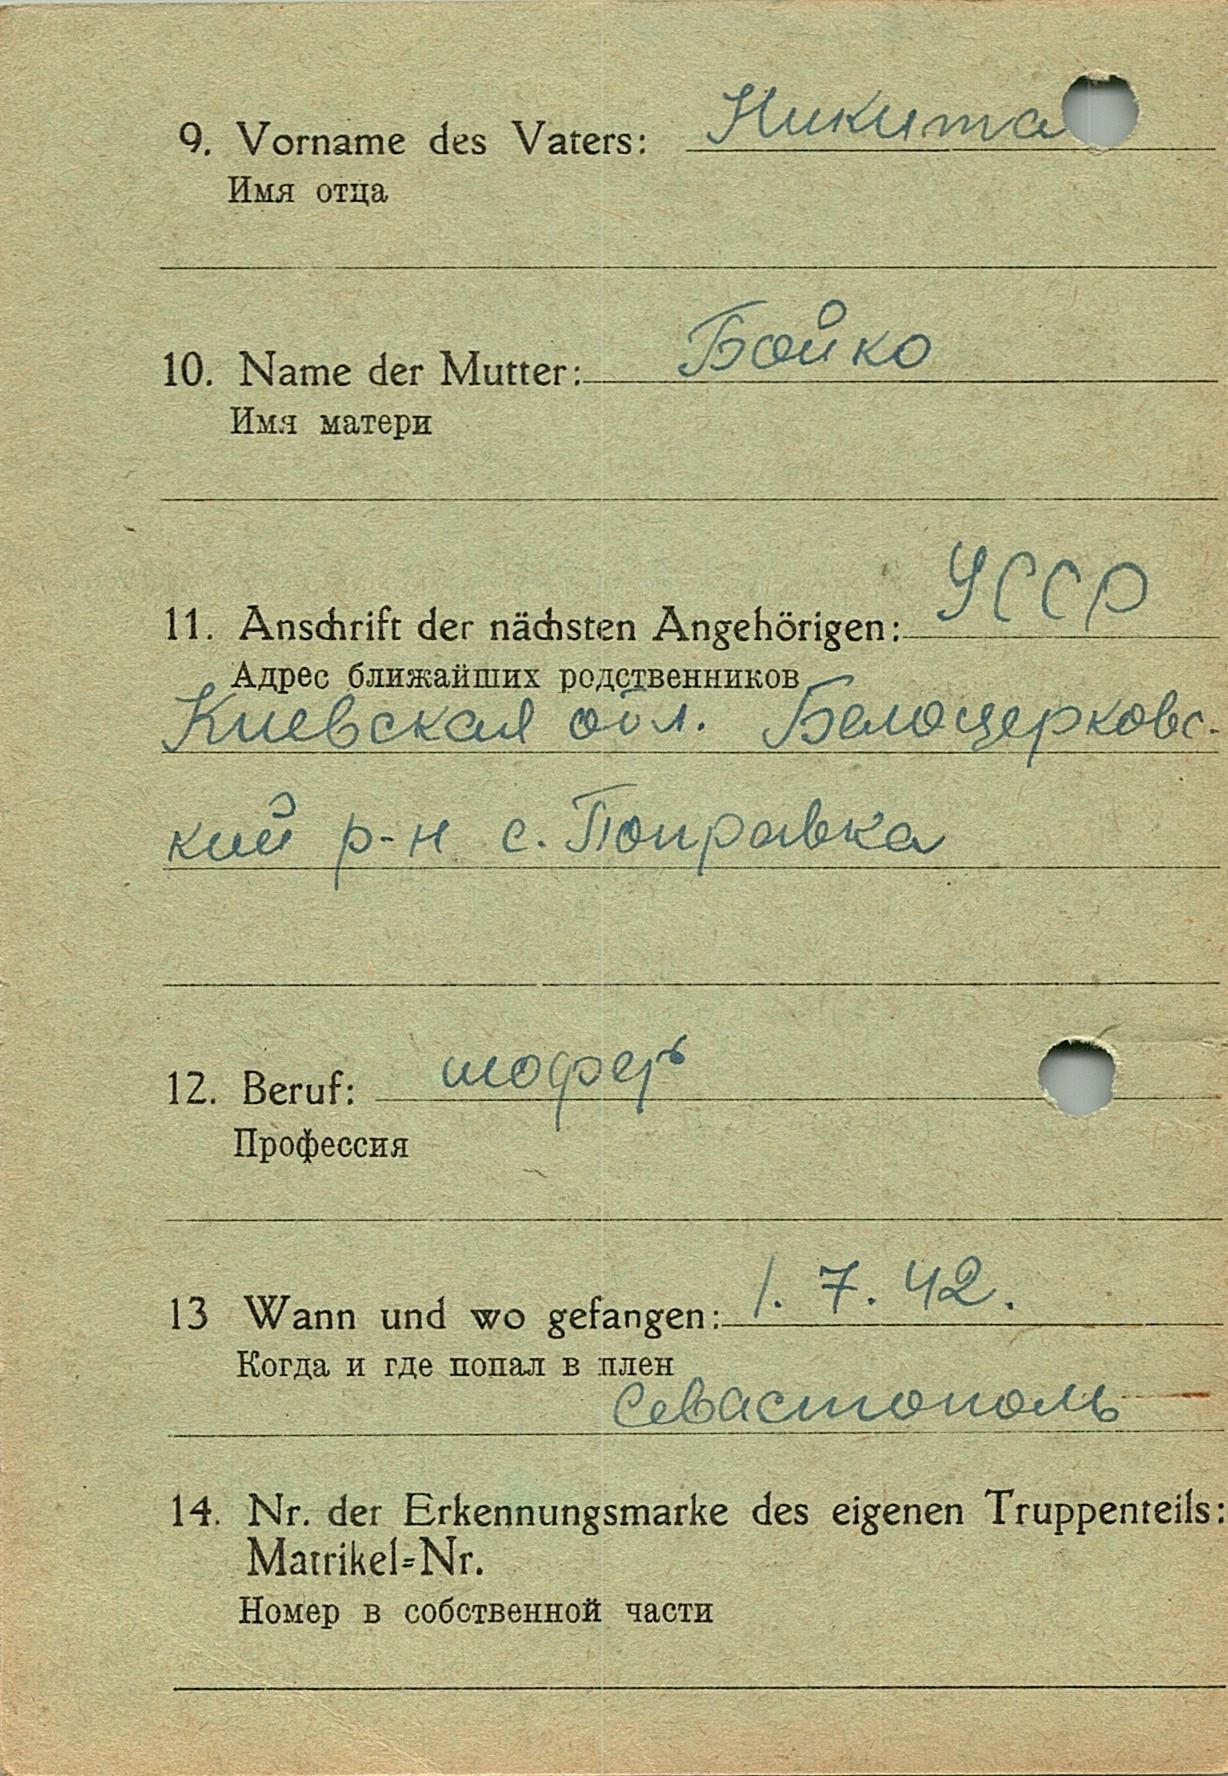 9. Vorname des Vaters: Никита
Имя отца
10. Name der Mutter: Бойко
Имя матери
11. Anschrift der nächsten Angehörigen: УССР
Адрес ближайших родственников
Киевская обл. Белоцерковс-
кий р-н с. Поправка
12. Beruf: шофер
Профессия
13 Wann und wo gefangen: 1. 7. 42.
Когда и где попал в плен
Севастополь
14. Nr. der Erkennungsmarke des eigenen Truppenteils:
Matrikel=Nr.
Номер в собственной части